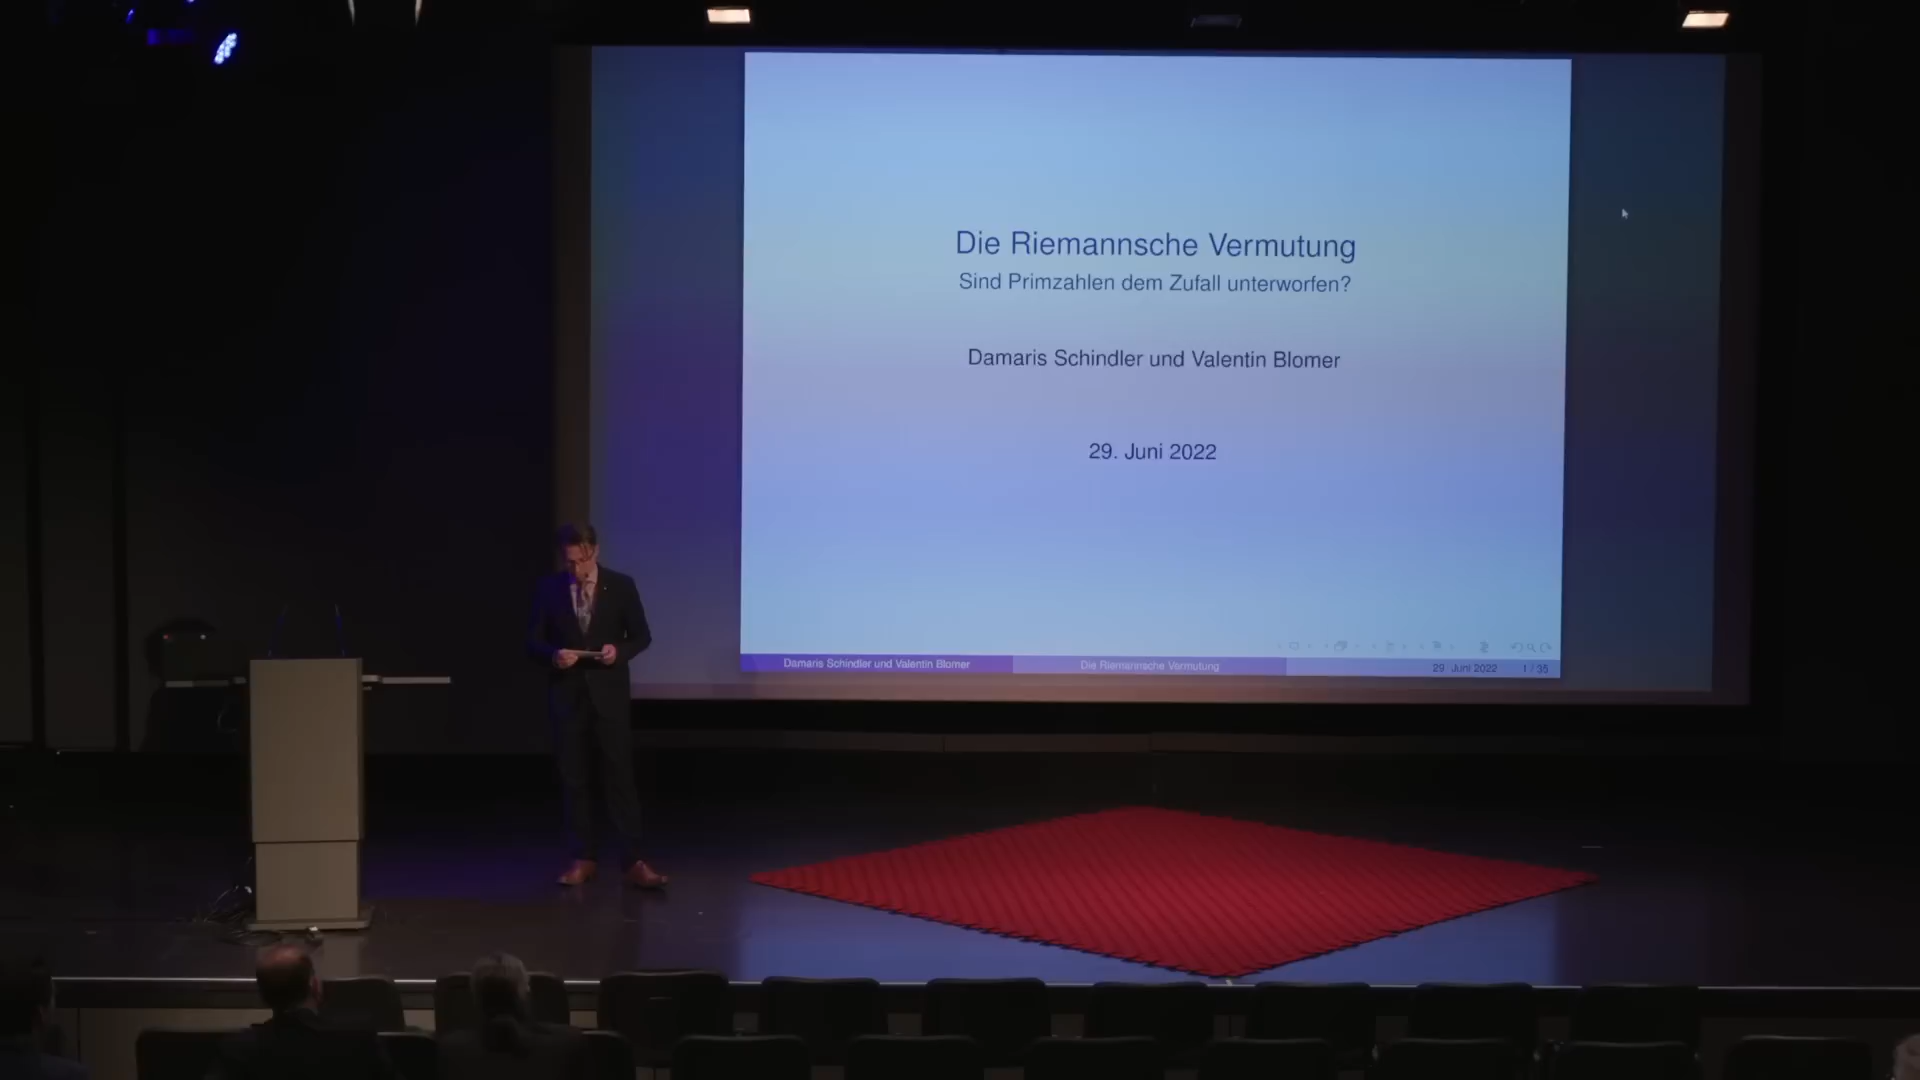 Die Riemannsche Vermutung
Sind Primzahlen dem Zufall unterworfen?
Damaris Schindler und Valentin Blomer
29. Juni 2022
Damaris Schindler und Valentin Blomer
Die Riemannsche Vermutung
29. Juni 2022
1 / 35